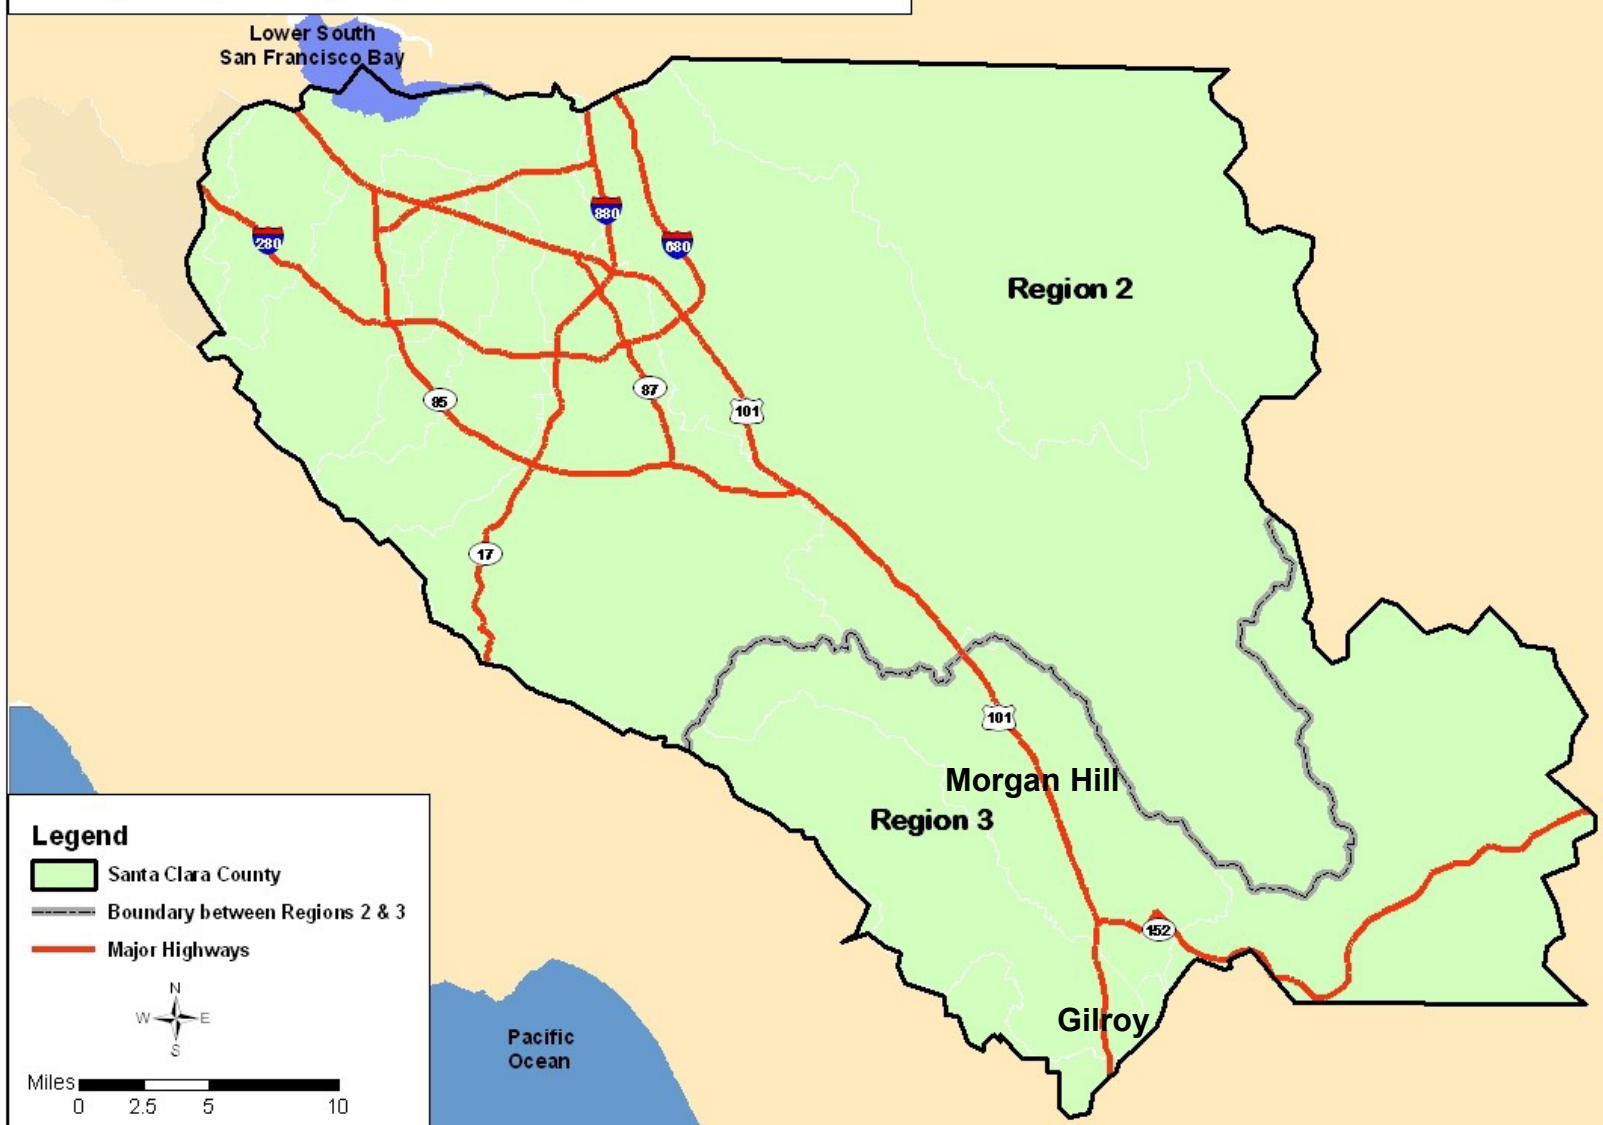 Lower South
San Francisco Bay
880
280
680
Region 2
87
85
101
17
101
Morgan Hill
Region 3
152
Gilroy
Pacific
Ocean
Legend
Santa Clara County
Boundary between Regions 2 & 3
Major Highways
N
W E
S
Miles
0 2.5 5 10